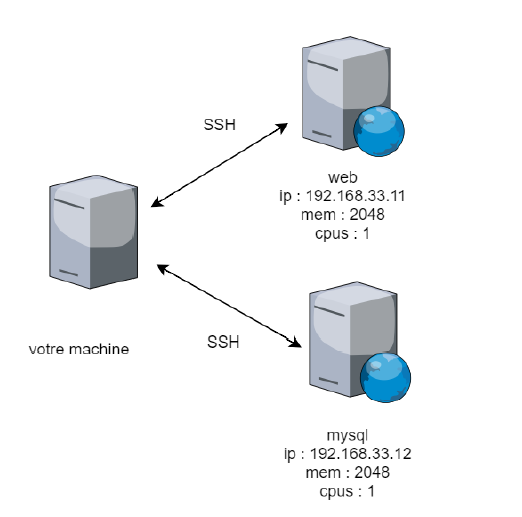 SSH
web
ip : 192.168.33.11
mem : 2048
cpus : 1
votre machine
SSH
mysql
ip : 192.168.33.12
mem : 2048
cpus : 1